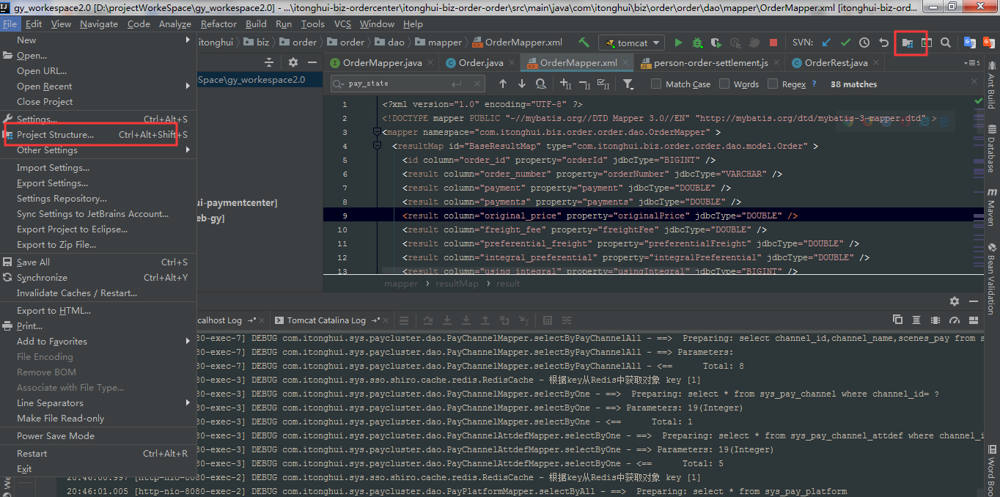 gy_workespace2.0 [D:\projectWorkeSpace\gy_workespace2.0] - ...\itonghui-biz-ordercenter\itonghui-biz-order-order\src\main\java\com\itonghui\biz\order\order\dao\mapper\OrderMapper.xml [itonghui-biz-ord...
File Edit View Navigate Code Analyze Refactor Build Run Tools VCS Window Help
itonghui biz order order dao mapper OrderMapper.xml tomcat SVN:
New
Open...
Open URL...
Open Recent
Close Project
Settings... Ctrl+Alt+S
Project Structure... Ctrl+Alt+Shift+S
Other Settings
Import Settings...
Export Settings...
Settings Repository...
Sync Settings to JetBrains Account...
Export Project to Eclipse...
Export to Zip File...
Save All Ctrl+S
Synchronize Ctrl+Alt+Y
Invalidate Caches / Restart...
Export to HTML...
Print...
Add to Favorites
File Encoding
Remove BOM
Associate with File Type...
Line Separators
Make File Read-only
Power Save Mode
Restart Ctrl+Alt+R
Exit
Space\gy_workespace2.0
ui-paymentcenter]
eb-gy]
OrderMapper.java Order.java OrderMapper.xml person-order-settlement.js OrderRest.java
pay_state Match Case Words Regex ? 38 matches
1 <?xml version="1.0" encoding="UTF-8" ?>
2 <!DOCTYPE mapper PUBLIC "-//mybatis.org//DTD Mapper 3.0//EN" "http://mybatis.org/dtd/mybatis-3-mapper.dtd" >
3 <mapper namespace="com.itonghui.biz.order.order.dao.OrderMapper" >
4 <resultMap id="BaseResultMap" type="com.itonghui.biz.order.order.dao.model.Order" >
5 <id column="order_id" property="orderId" jdbcType="BIGINT" />
6 <result column="order_number" property="orderNumber" jdbcType="VARCHAR" />
7 <result column="payment" property="payment" jdbcType="DOUBLE" />
8 <result column="payments" property="payments" jdbcType="DOUBLE" />
9 <result column="original_price" property="originalPrice" jdbcType="DOUBLE" />
10 <result column="freight_fee" property="freightFee" jdbcType="DOUBLE" />
11 <result column="preferential_freight" property="preferentialFreight" jdbcType="DOUBLE" />
12 <result column="integral_preferential" property="integralPreferential" jdbcType="DOUBLE" />
13 <result column="using_integral" property="usingIntegral" jdbcType="BIGINT" />
mapper › resultMap › result
Ant Build
Database
Maven
Bean Validation
Word Boo
calhost Log Tomcat Catalina Log
80-exec-7] DEBUG com.itonghui.sys.paycluster.dao.PayChannelMapper.selectByPayChannelAll - ==>  Preparing: select channel_id,channel_name,scenes_pay from s
80-exec-7] DEBUG com.itonghui.sys.paycluster.dao.PayChannelMapper.selectByPayChannelAll - ==> Parameters:
80-exec-7] DEBUG com.itonghui.sys.paycluster.dao.PayChannelMapper.selectByPayChannelAll - <==      Total: 8
80-exec-3] DEBUG com.itonghui.sys.sso.shiro.cache.redis.RedisCache - 根据key从Redis中获取对象 key [1]
80-exec-3] DEBUG com.itonghui.sys.paycluster.dao.PayChannelMapper.selectByOne - ==>  Preparing: select * from sys_pay_channel where channel_id= ?
80-exec-3] DEBUG com.itonghui.sys.paycluster.dao.PayChannelMapper.selectByOne - ==> Parameters: 19(Integer)
80-exec-3] DEBUG com.itonghui.sys.paycluster.dao.PayChannelMapper.selectByOne - <==      Total: 1
80-exec-3] DEBUG com.itonghui.sys.paycluster.dao.PayChannelAttdefMapper.selectByOne - ==>  Preparing: select * from sys_pay_channel_attdef where channel_i
80-exec-3] DEBUG com.itonghui.sys.paycluster.dao.PayChannelAttdefMapper.selectByOne - ==> Parameters: 19(Integer)
80-exec-3] DEBUG com.itonghui.sys.paycluster.dao.PayChannelAttdefMapper.selectByOne - <==      Total: 5
20:46:00.997 [http-nio-8080-exec-2] DEBUG com.itonghui.sys.sso.shiro.cache.redis.RedisCache - 根据key从Redis中获取对象 key [1]
20:46:01.005 [http-nio-8080-exec-2] DEBUG com.itonghui.sys.paycluster.dao.PayPlatformMapper.selectByAll - ==>  Preparing: select * from sys_pay_platform